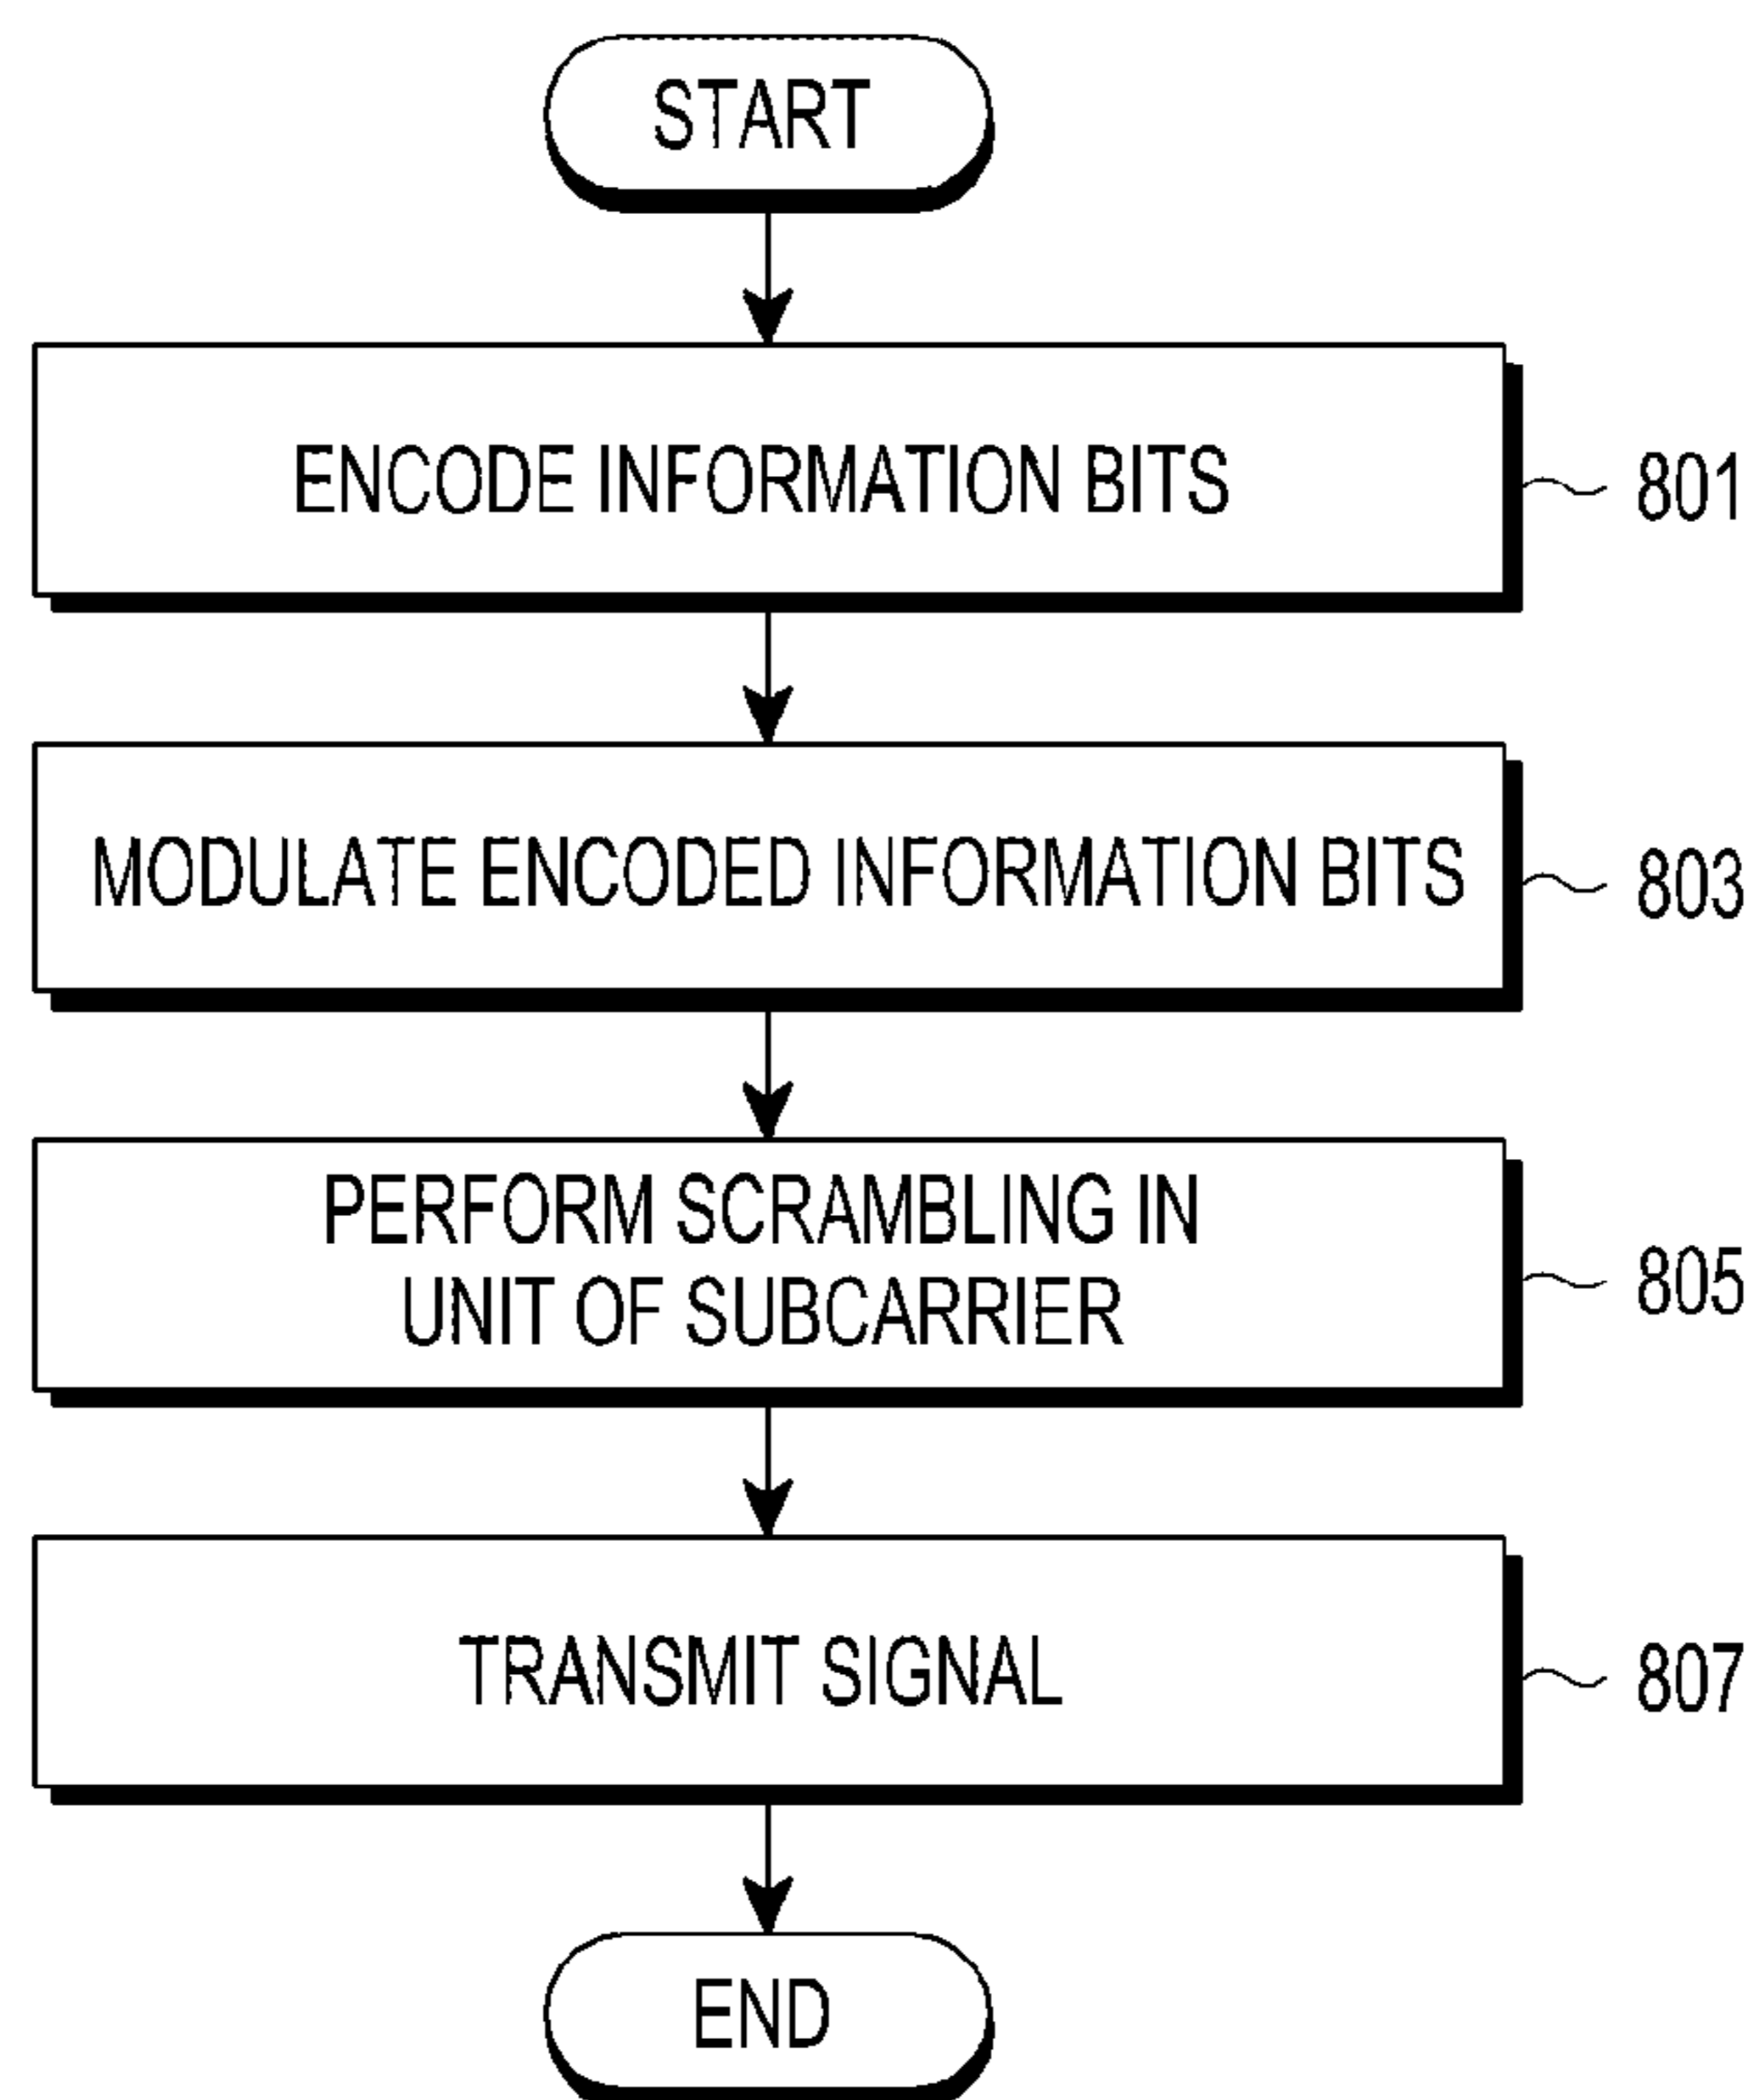 START
ENCODE INFORMATION BITS
801
MODULATE ENCODED INFORMATION BITS
803
PERFORM SCRAMBLING IN
UNIT OF SUBCARRIER
805
TRANSMIT SIGNAL
807
END